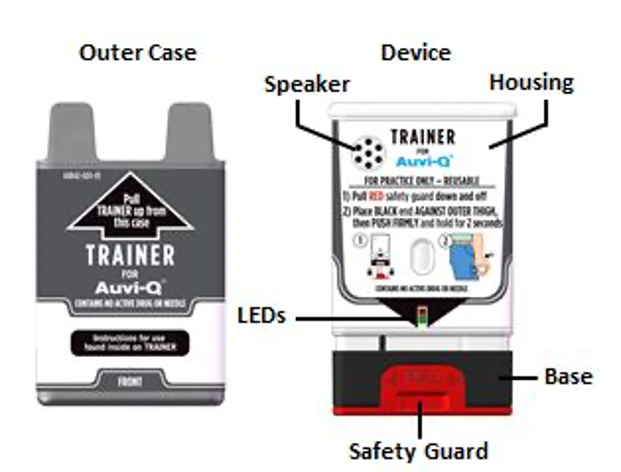 Outer Case
Device
Speaker
Housing
Pull
TRAINER up from
this case
TRAINER
FOR
Auvi-Q
CONTAINS NO ACTIVE DRUG OR NEEDLE
Instructions for use
found inside on TRAINER
FRONT
TRAINER
FOR
Auvi-Q
FOR PRACTICE ONLY – REUSABLE
1) Pull RED safety guard down and off
2) Place BLACK end AGAINST OUTER THIGH,
then PUSH FIRMLY and hold for 2 seconds
1
2
CONTAINS NO ACTIVE DRUG OR NEEDLE
LEDs
Base
Safety Guard